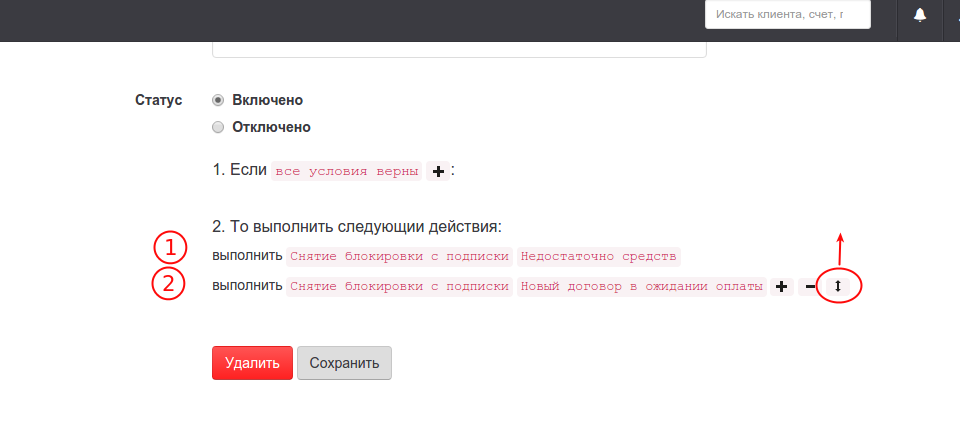 Искать клиента, счет, г
Статус
Включено
Отключено
1. Если все условия верны :
2. То выполнить следующии действия:
1 выполнить Снятие блокировки с подписки Недостаточно средств
2 выполнить Снятие блокировки с подписки Новый договор в ожидании оплаты
Удалить Сохранить